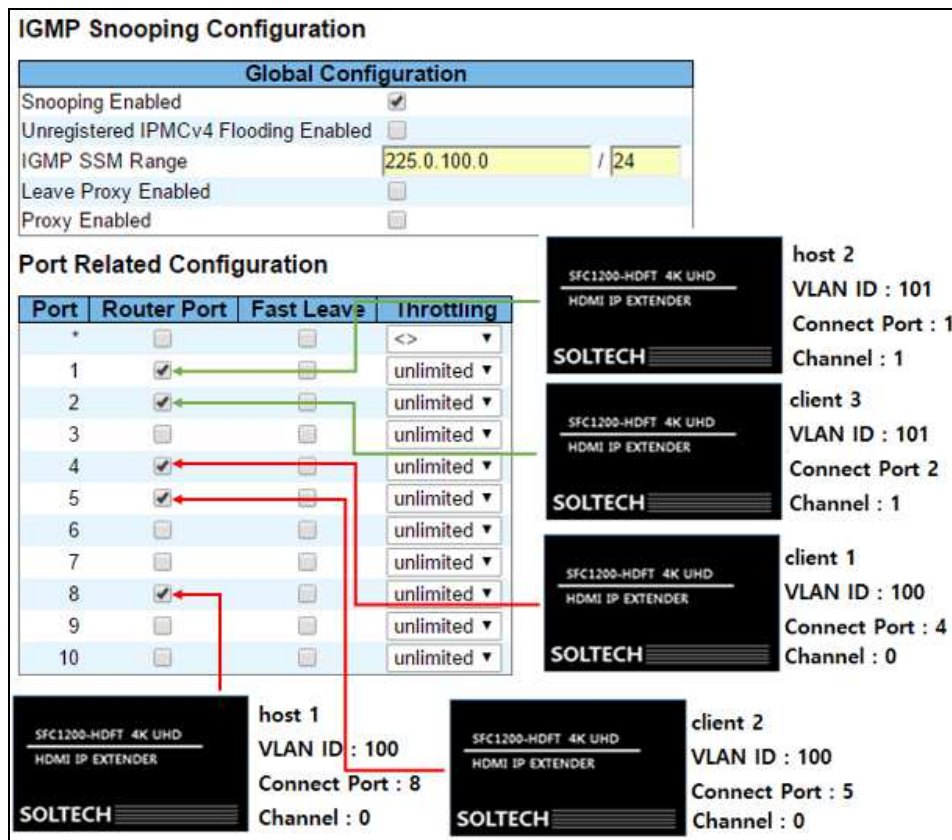 IGMP Snooping Configuration
Global Configuration
Snooping Enabled
Unregistered IPMCv4 Flooding Enabled
IGMP SSM Range 225.0.100.0 / 24
Leave Proxy Enabled
Proxy Enabled
Port Related Configuration
Port Router Port Fast Leave Throttling
* <>
1 unlimited
2 unlimited
3 unlimited
4 unlimited
5 unlimited
6 unlimited
7 unlimited
8 unlimited
9 unlimited
10 unlimited
SFC1200-HDFT 4K UHD
HDMI IP EXTENDER
SOLTECH
host 2
VLAN ID : 101
Connect Port : 1
Channel : 1
SFC1200-HDFT 4K UHD
HDMI IP EXTENDER
SOLTECH
client 3
VLAN ID : 101
Connect Port 2
Channel : 1
SFC1200-HDFT 4K UHD
HDMI IP EXTENDER
SOLTECH
client 1
VLAN ID : 100
Connect Port : 4
Channel : 0
SFC1200-HDFT 4K UHD
HDMI IP EXTENDER
SOLTECH
host 1
VLAN ID : 100
Connect Port : 8
Channel : 0
SFC1200-HDFT 4K UHD
HDMI IP EXTENDER
SOLTECH
client 2
VLAN ID : 100
Connect Port : 5
Channel : 0